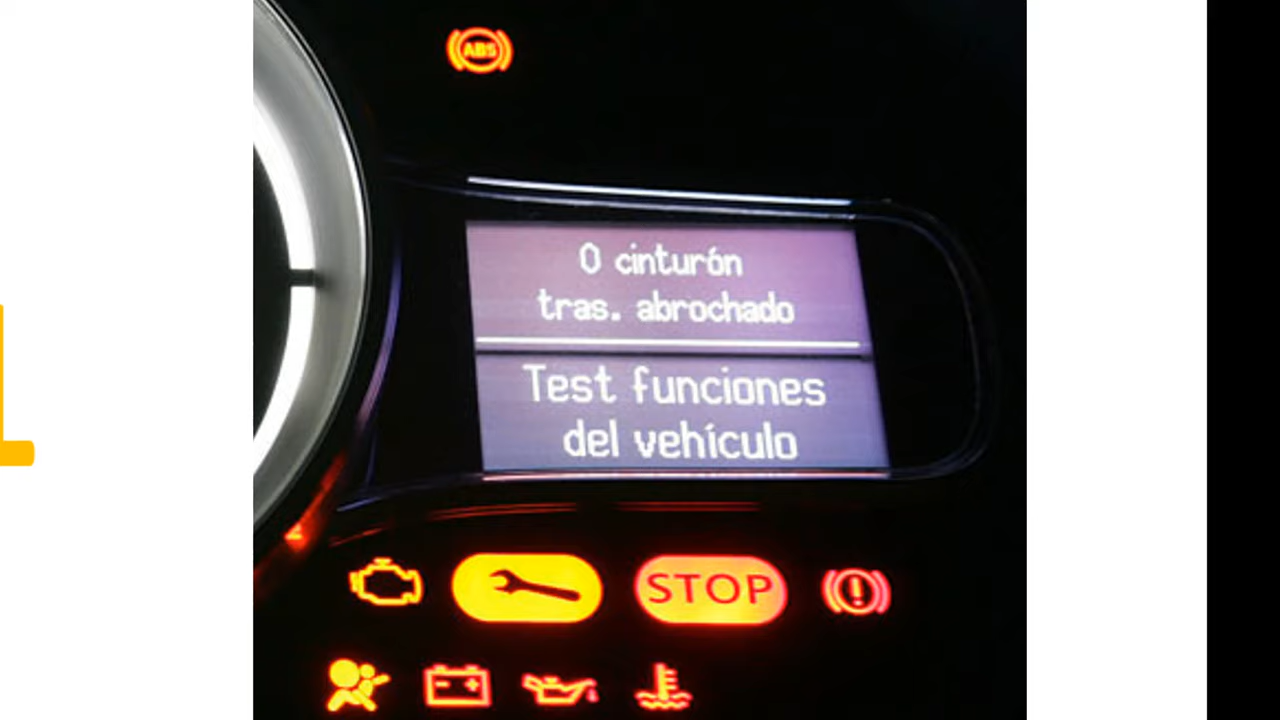 ABS
0 cinturón
tras. abrochado
Test funciones
del vehículo
STOP